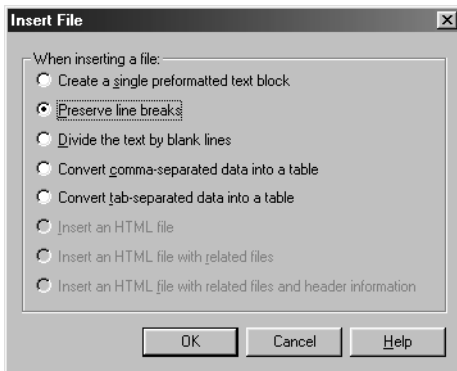 Insert File
When inserting a file:
Create a single preformatted text block
Preserve line breaks
Divide the text by blank lines
Convert comma-separated data into a table
Convert tab-separated data into a table
Insert an HTML file
Insert an HTML file with related files
Insert an HTML file with related files and header information
OK Cancel Help